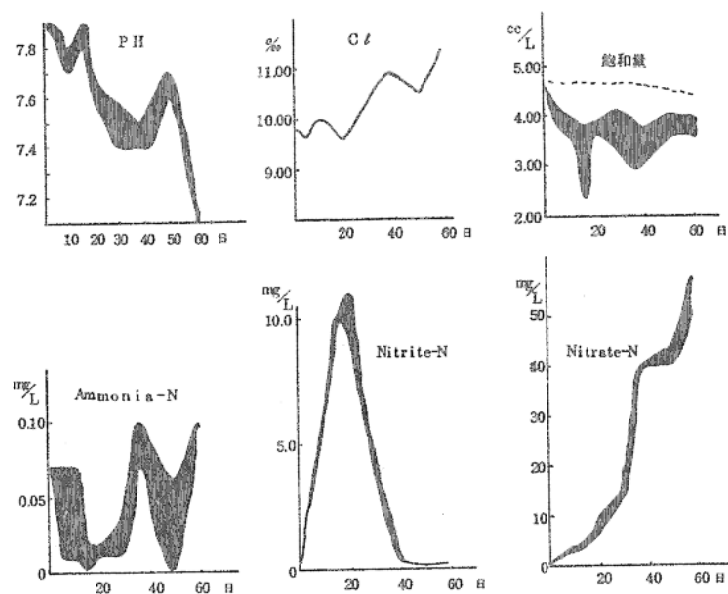 PH
7.8
7.6
7.4
7.2
10 20 30 40 50 60 日
Cℓ
‰
11.00
10.00
9.00
20 40 60 日
cc/L
飽和量
5.00
4.00
3.00
2.00
0 20 40 60 日
Ammonia-N
mg/L
0.10
0.05
0
20 40 60 日
Nitrite-N
mg/L
10.0
5.0
0
20 40 60 日
Nitrate-N
mg/L
50
40
30
20
10
0
20 40 60 日